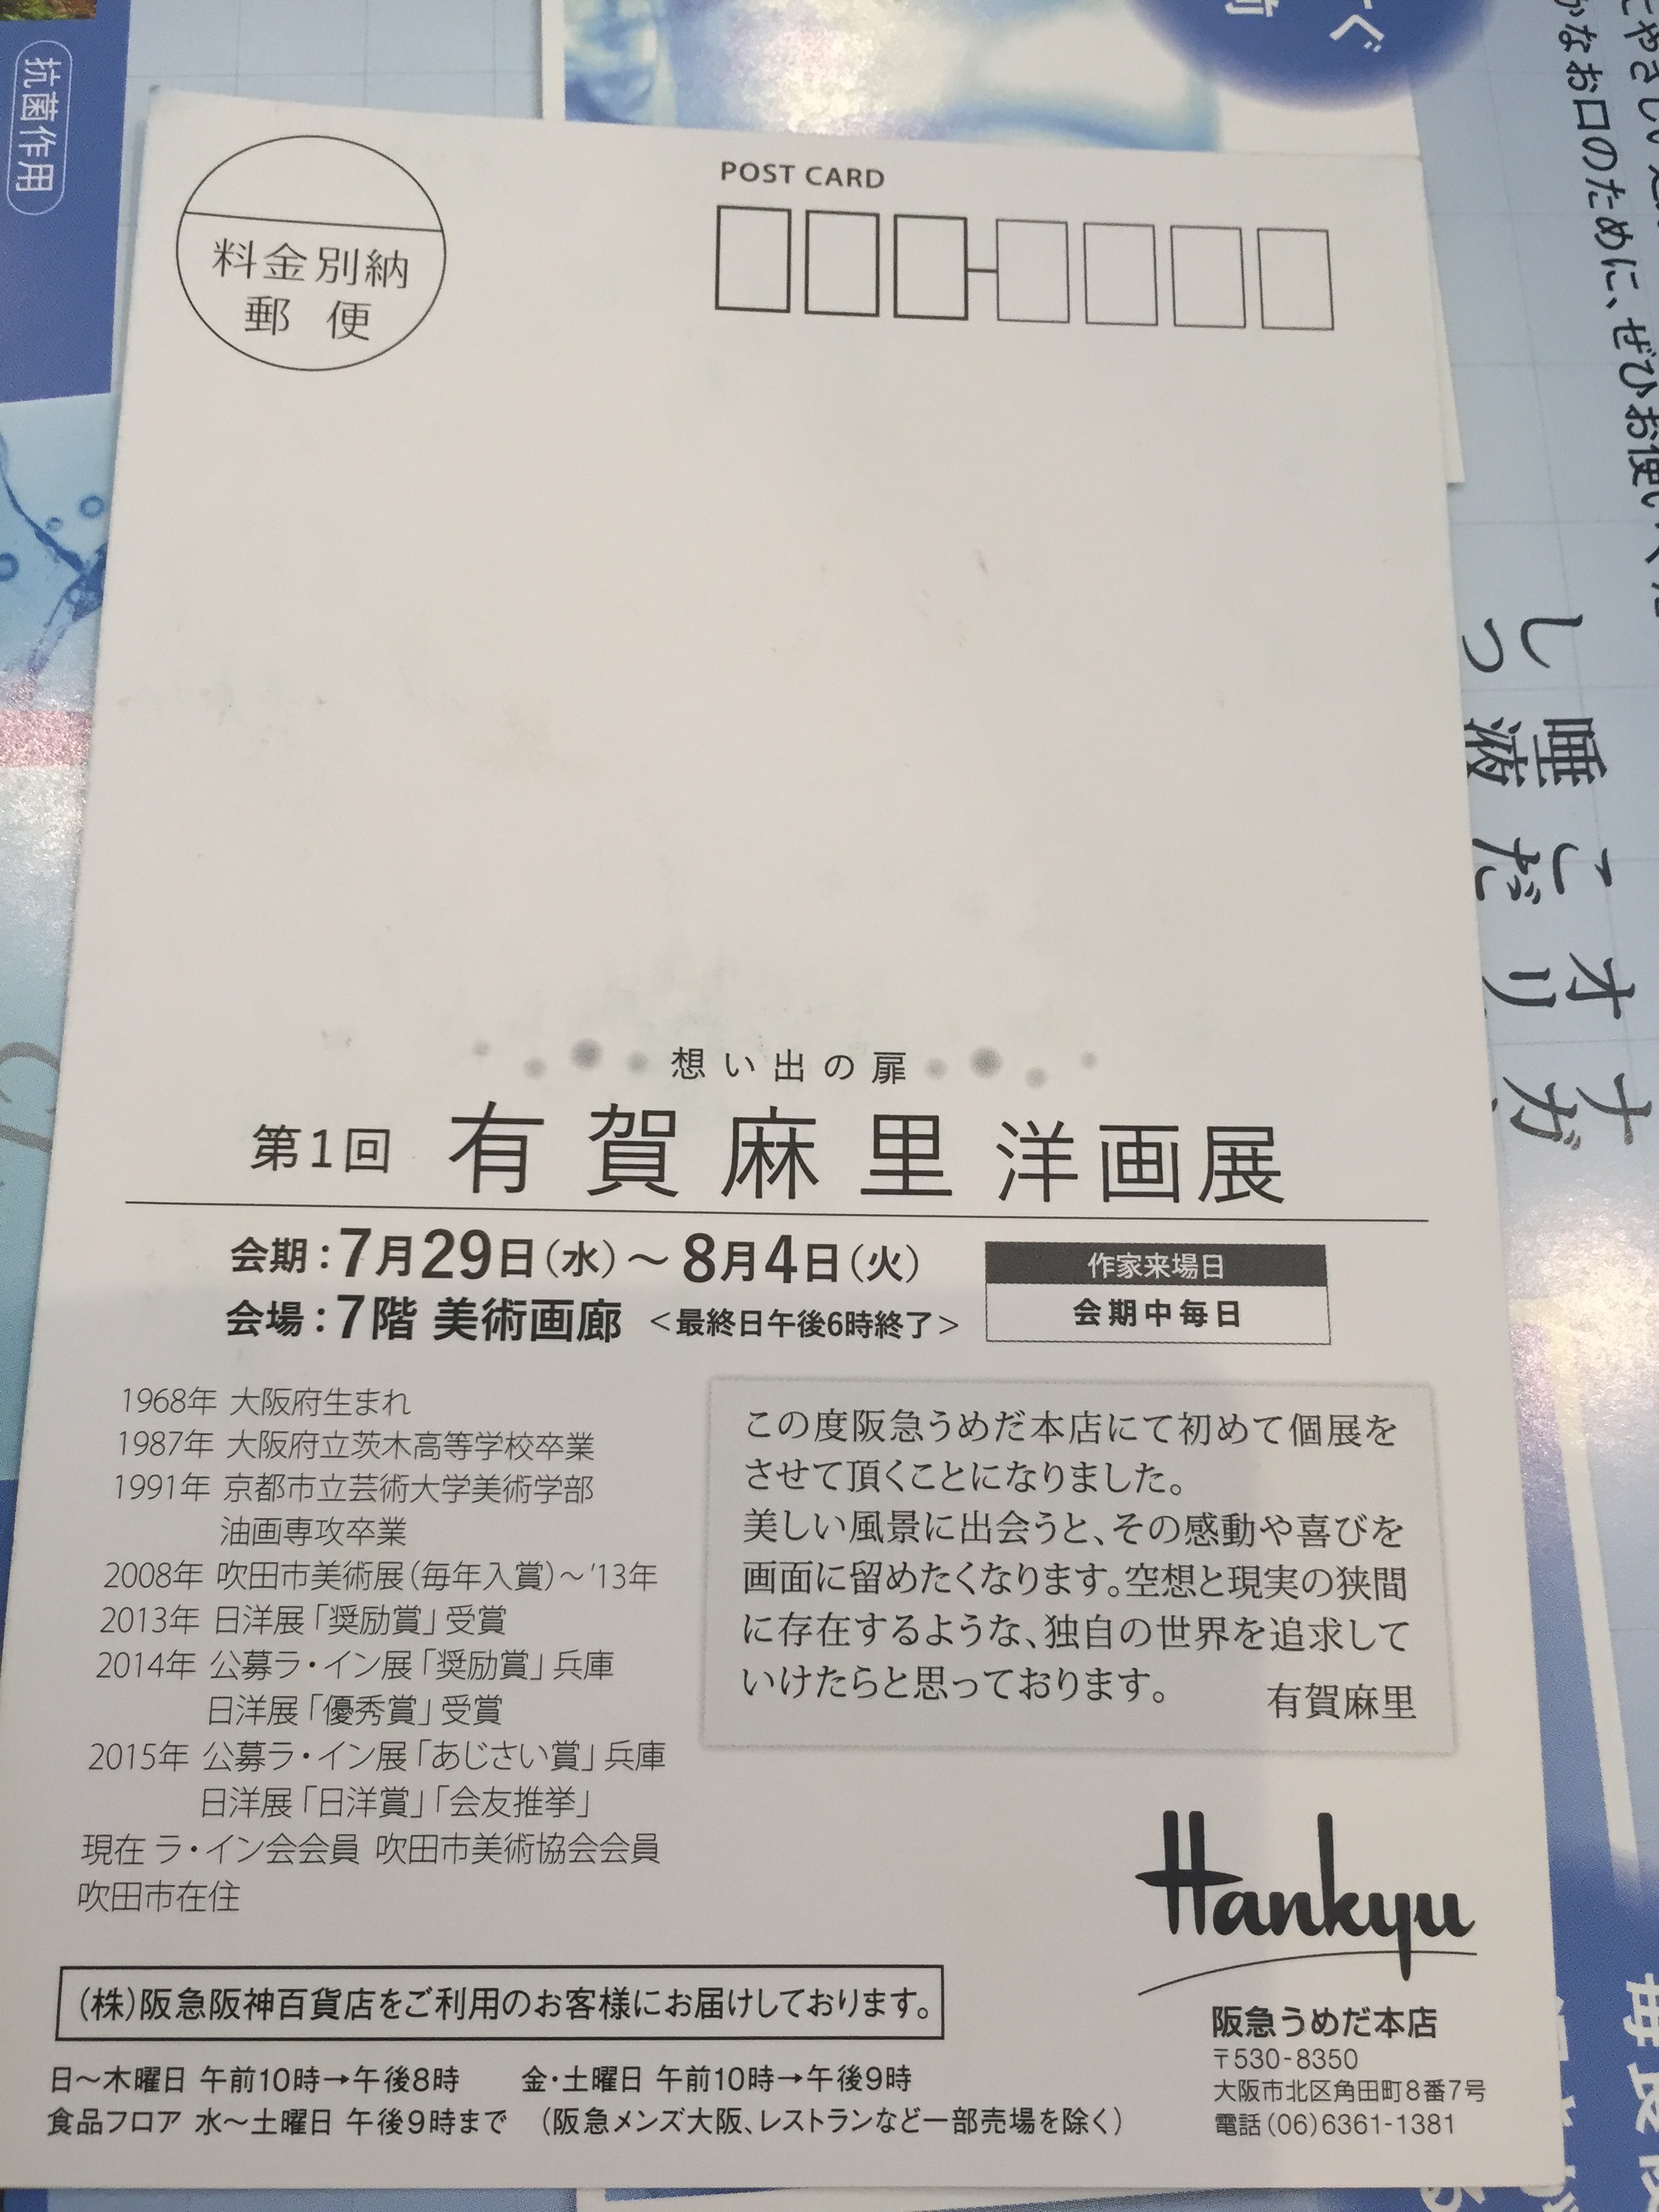 抗菌作用
POST CARD
料金別納
郵便
想い出の扉
第1回 有賀麻里 洋画展
会期：7月29日（水）～8月4日（火）
会場：7階 美術画廊 ＜最終日午後6時終了＞
作家来場日
会期中毎日
1968年 大阪府生まれ
1987年 大阪府立茨木高等学校卒業
1991年 京都市立芸術大学美術学部
油画専攻卒業
2008年 吹田市美術展（毎年入賞）～'13年
2013年 日洋展「奨励賞」受賞
2014年 公募ラ・イン展「奨励賞」兵庫
日洋展「優秀賞」受賞
2015年 公募ラ・イン展「あじさい賞」兵庫
日洋展「日洋賞」「会友推挙」
現在 ラ・イン会会員 吹田市美術協会会員
吹田市在住
この度阪急うめだ本店にて初めて個展を
させて頂くことになりました。
美しい風景に出会うと、その感動や喜びを
画面に留めたくなります。空想と現実の狭間
に存在するような、独自の世界を追求して
いけたらと思っております。
有賀麻里
（株）阪急阪神百貨店をご利用のお客様にお届けしております。
日～木曜日 午前10時→午後8時 金・土曜日 午前10時→午後9時
食品フロア 水～土曜日 午後9時まで （阪急メンズ大阪、レストランなど一部売場を除く）
Hankyu
阪急うめだ本店
〒530-8350
大阪市北区角田町8番7号
電話（06）6361-1381
かなお口のために、ぜひお使い
唾こオナ
液だリガ